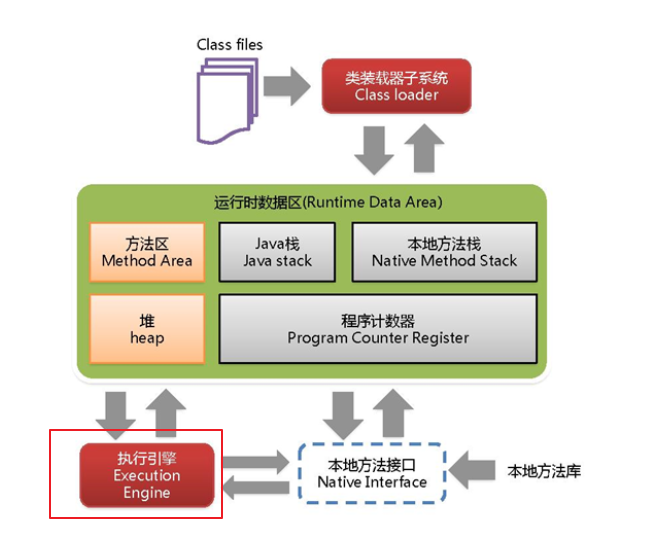 Class files
类装载器子系统
Class loader
运行时数据区(Runtime Data Area)
方法区
Method Area
Java栈
Java stack
本地方法栈
Native Method Stack
堆
heap
程序计数器
Program Counter Register
执行引擎
Execution
Engine
本地方法接口
Native Interface
本地方法库